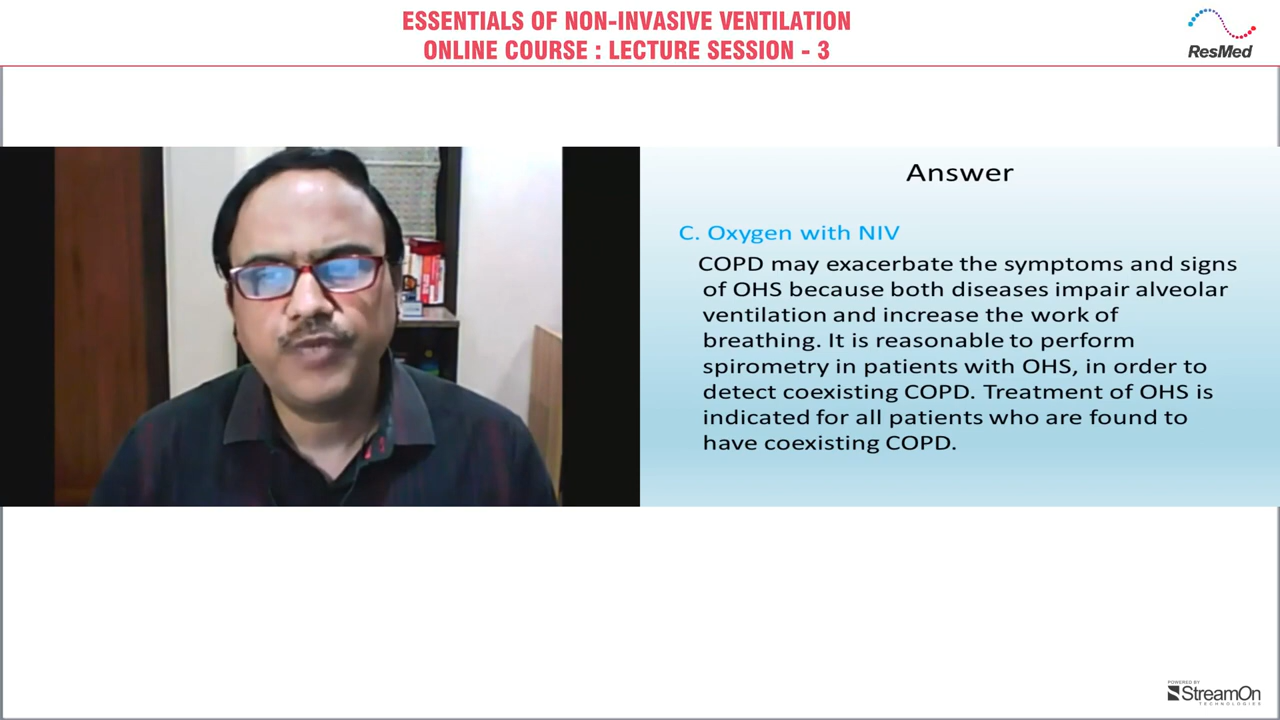 ESSENTIALS OF NON-INVASIVE VENTILATION
ONLINE COURSE : LECTURE SESSION - 3
ResMed
Answer
C. Oxygen with NIV
COPD may exacerbate the symptoms and signs
of OHS because both diseases impair alveolar
ventilation and increase the work of
breathing. It is reasonable to perform
spirometry in patients with OHS, in order to
detect coexisting COPD. Treatment of OHS is
indicated for all patients who are found to
have coexisting COPD.
POWERED BY
StreamOn
TECHNOLOGIES